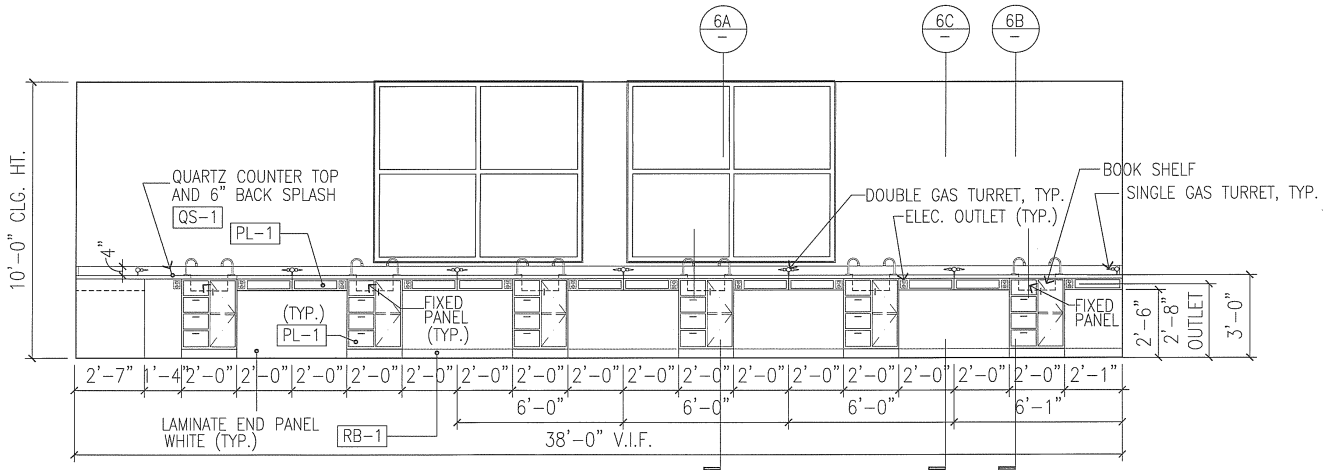 6A
–
6C
–
6B
–
10'-0" CLG. HT.
QUARTZ COUNTER TOP
AND 6" BACK SPLASH
QS-1
PL-1
4"
DOUBLE GAS TURRET, TYP.
ELEC. OUTLET (TYP.)
BOOK SHELF
SINGLE GAS TURRET, TYP.
(TYP.)
PL-1
FIXED
PANEL
(TYP.)
FIXED
PANEL
2'-6"
2'-8"
OUTLET
3'-0"
2'-7" 1'-4" 2'-0" 2'-0" 2'-0" 2'-0" 2'-0" 2'-0" 2'-0" 2'-0" 2'-0" 2'-0" 2'-0" 2'-0" 2'-0" 2'-0" 2'-0" 2'-0" 2'-1"
6'-0" 6'-0" 6'-0" 6'-1"
LAMINATE END PANEL
WHITE (TYP.)
RB-1
38'-0" V.I.F.